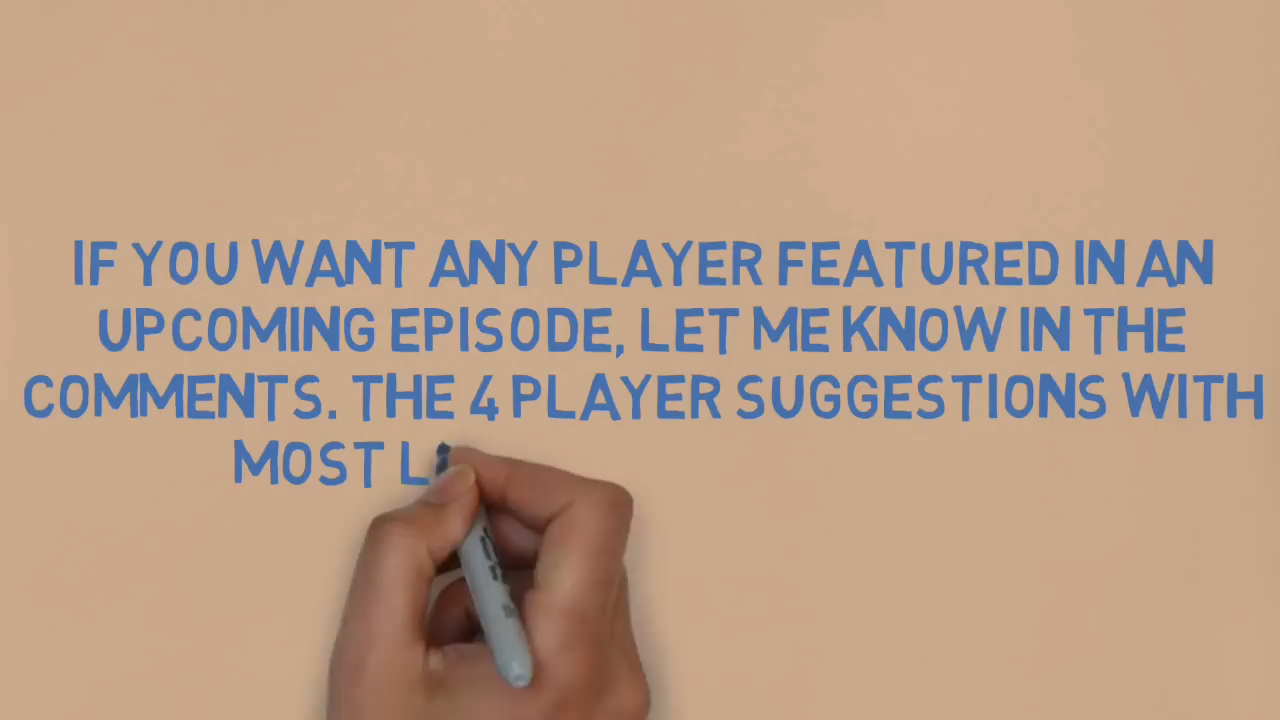 IF YOU WANT ANY PLAYER FEATURED IN AN
UPCOMING EPISODE, LET ME KNOW IN THE
COMMENTS. THE 4 PLAYER SUGGESTIONS WITH
MOST